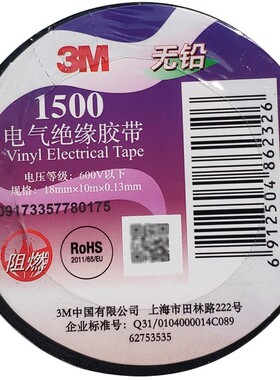 3M
无铅
1500
电气绝缘胶带
Vinyl Electrical Tape
电压等级：600V以下
规格：18mm×10m×0.13mm
09173357780175
阻燃
RoHS
2011/65/EU
6912504862326
3M中国有限公司 上海市田林路222号
企业标准号：Q31/0104000014C089
62753535